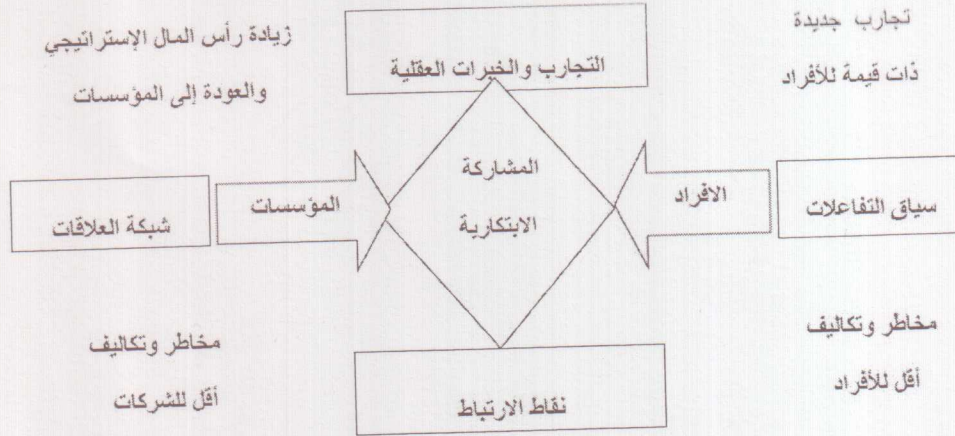 تجارب جديدة
ذات قيمة للأفراد
التجارب والخبرات العقلية
زيادة رأس المال الإستراتيجي
والعودة إلى المؤسسات
سياق التفاعلات
الافراد
المشاركة
الابتكارية
المؤسسات
شبكة العلاقات
مخاطر وتكاليف
أقل للأفراد
نقاط الارتباط
مخاطر وتكاليف
أقل للشركات